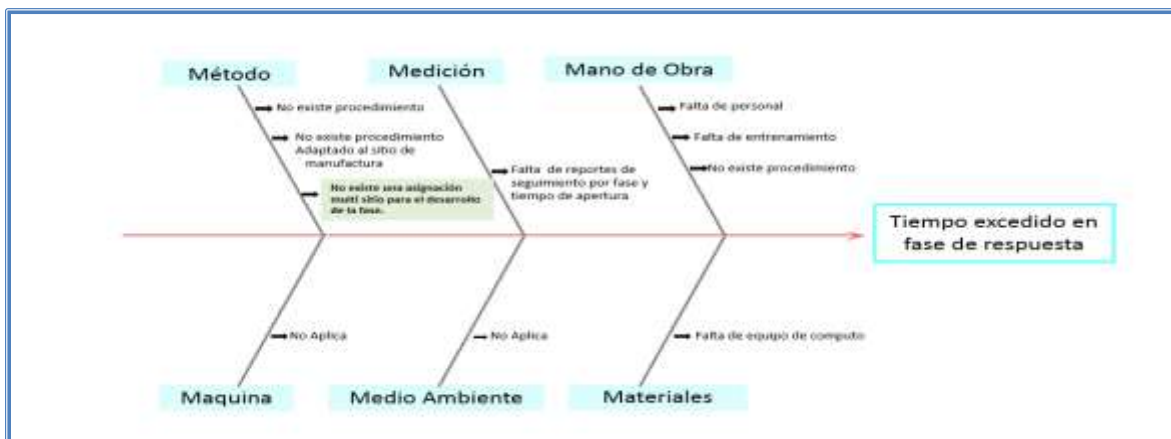 Método
Medición
Mano de Obra
No existe procedimiento
No existe procedimiento
Adaptado al sitio de
manufactura
No existe una asignación
multi sitio para el desarrollo
de la fase.
Falta de reportes de
seguimiento por fase y
tiempo de apertura
Falta de personal
Falta de entrenamiento
No existe procedimiento
Tiempo excedido en
fase de respuesta
No Aplica
No Aplica
Falta de equipo de computo
Maquina
Medio Ambiente
Materiales